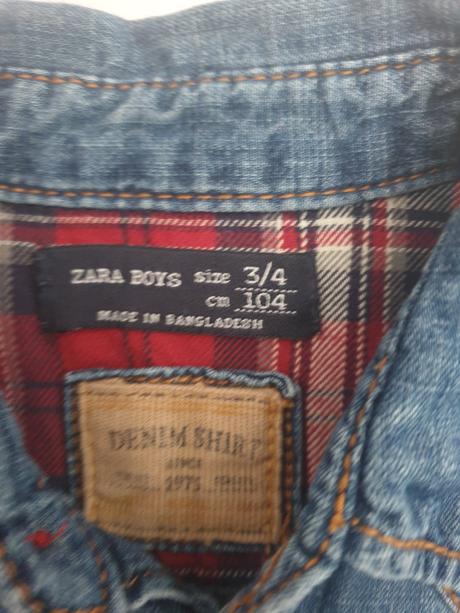 ZARA BOYS size 3/4
cm 104
MADE IN BANGLADESH
DENIM SHIRT
SINCE
1975